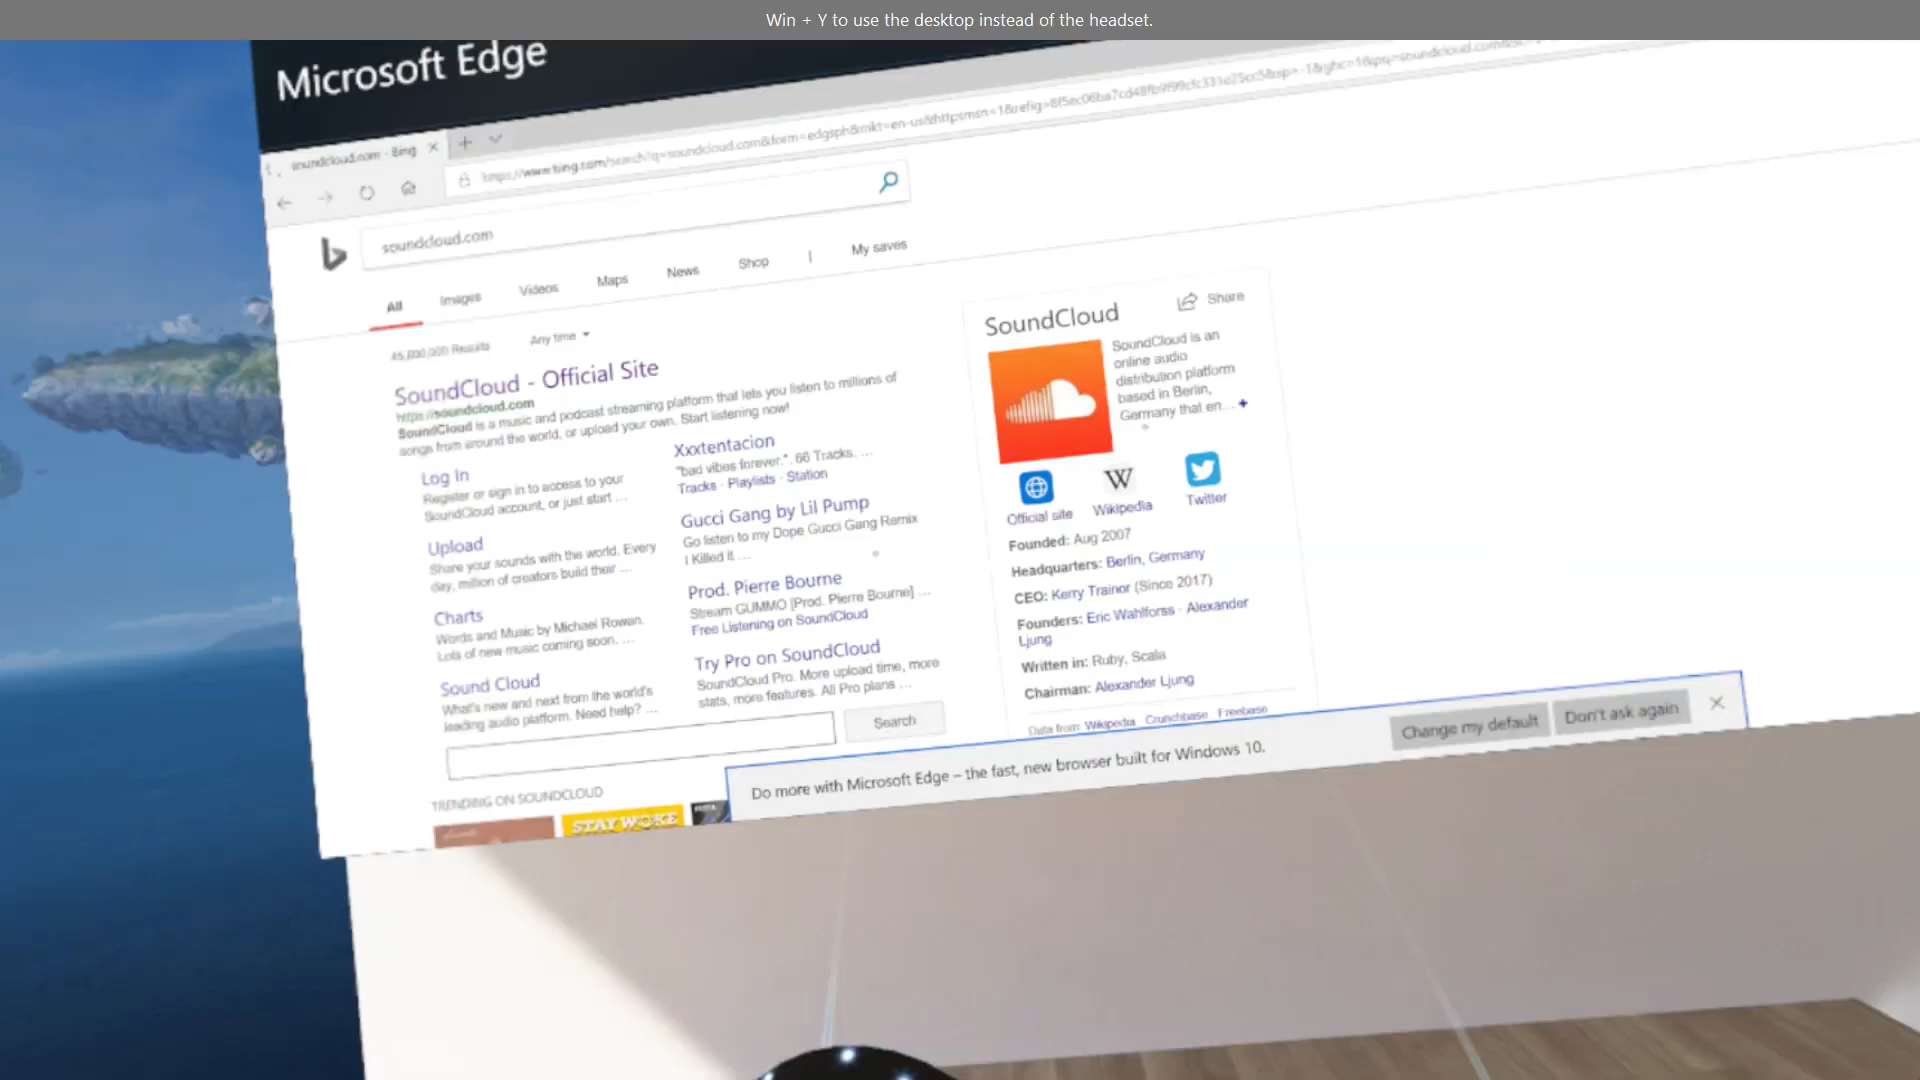 Win + Y to use the desktop instead of the headset.
Microsoft Edge
soundcloud.com - Bing
soundcloud.com
All
Images
Videos
Maps
News
Shop
|
My saves
45,800,000 Results
Any time
SoundCloud - Official Site
https://soundcloud.com
SoundCloud is a music and podcast streaming platform that lets you listen to millions of
songs from around the world, or upload your own. Start listening now!
Log In
Register or sign in to access to your
SoundCloud account, or just start ...
Upload
Share your sounds with the world. Every
day, million of creators build their ...
Charts
Words and Music by Michael Rowan.
Lots of new music coming soon. ...
Sound Cloud
What's new and next from the world's
leading audio platform. Need help? ...
Xxxtentacion
"bad vibes forever.". 66 Tracks. ...
Tracks · Playlists · Station
Gucci Gang by Lil Pump
Go listen to my Dope Gucci Gang Remix
I Killed it ...
Prod. Pierre Bourne
Stream GUMMO [Prod. Pierre Bourne] ...
Free Listening on SoundCloud
Try Pro on SoundCloud
SoundCloud Pro. More upload time, more
stats, more features. All Pro plans ...
Search
TRENDING ON SOUNDCLOUD
STAY WOKE
SoundCloud
Share
SoundCloud is an
online audio
distribution platform
based in Berlin,
Germany that en...
Official site
Wikipedia
Twitter
Founded: Aug 2007
Headquarters: Berlin, Germany
CEO: Kerry Trainor (Since 2017)
Founders: Eric Wahlforss · Alexander
Ljung
Written in: Ruby, Scala
Chairman: Alexander Ljung
Data from: Wikipedia Crunchbase Freebase
Do more with Microsoft Edge – the fast, new browser built for Windows 10.
Change my default
Don't ask again